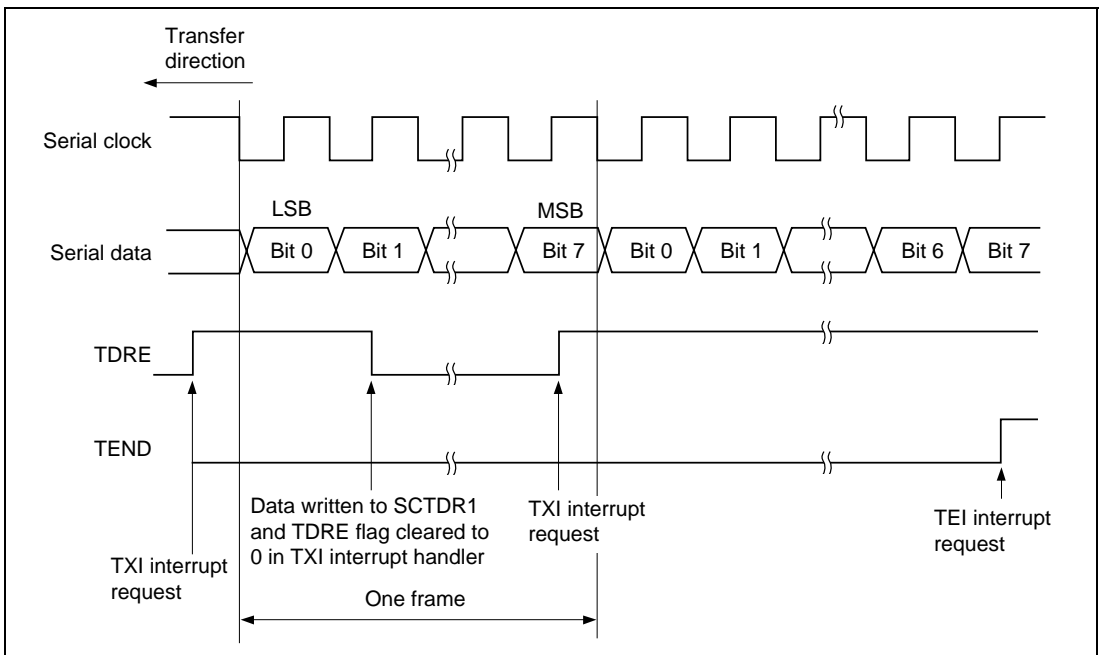 Transfer
direction
Serial clock
LSB
MSB
Serial data
Bit 0
Bit 1
Bit 7
Bit 0
Bit 1
Bit 6
Bit 7
TDRE
TEND
Data written to SCTDR1
and TDRE flag cleared to
0 in TXI interrupt handler
TXI interrupt
request
TEI interrupt
request
TXI interrupt
request
One frame